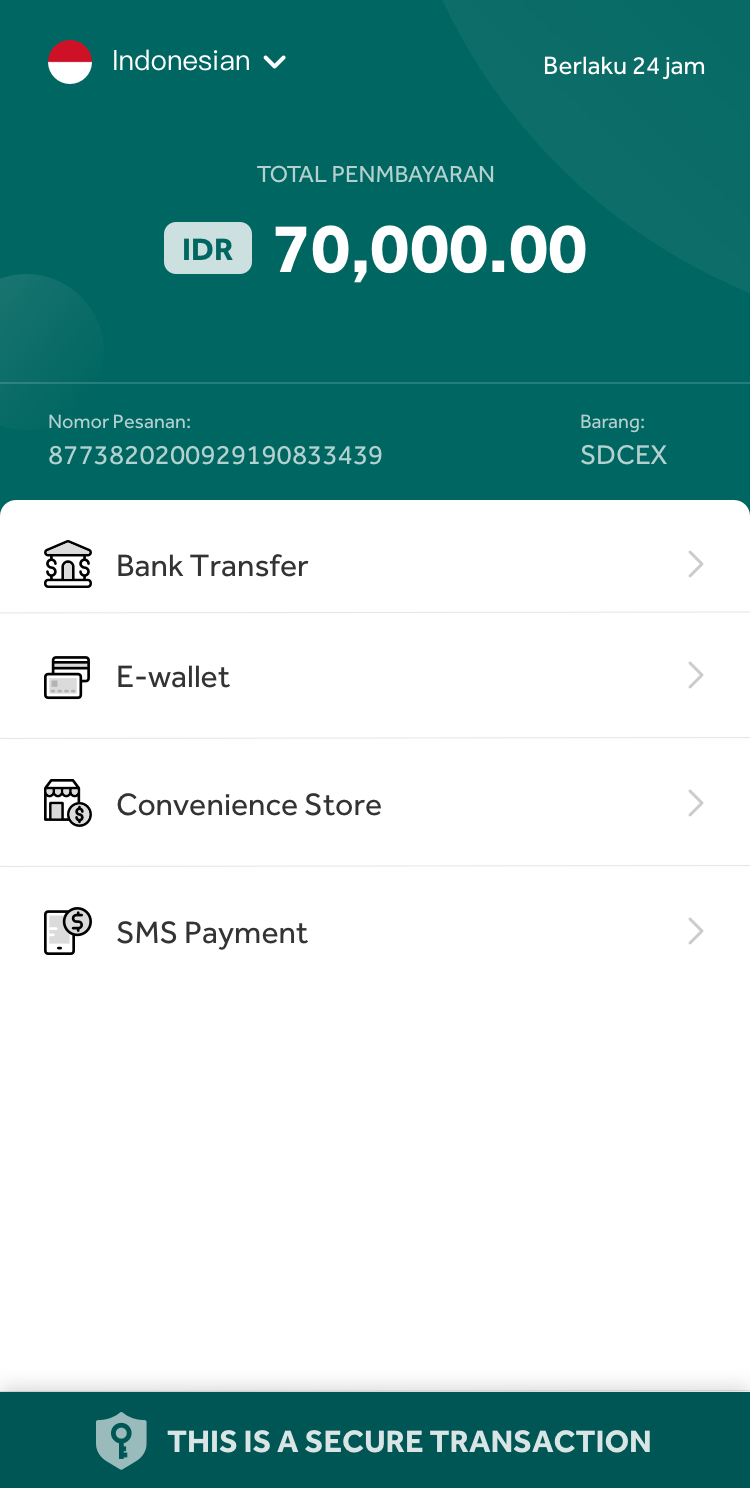 Indonesian
Berlaku 24 jam
TOTAL PENMBAYARAN
IDR 70,000.00
Nomor Pesanan:
8773820200929190833439
Barang:
SDCEX
Bank Transfer
E-wallet
Convenience Store
SMS Payment
THIS IS A SECURE TRANSACTION